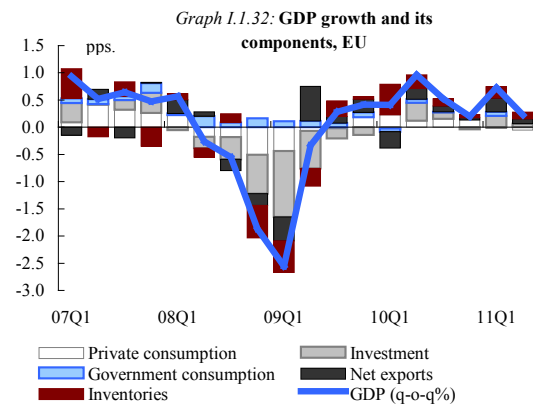 Graph I.1.32: GDP growth and its
components, EU
pps.
1.5
1.0
0.5
0.0
-0.5
-1.0
-1.5
-2.0
-2.5
-3.0
07Q1 08Q1 09Q1 10Q1 11Q1
Private consumption Investment
Government consumption Net exports
Inventories GDP (q-o-q%)